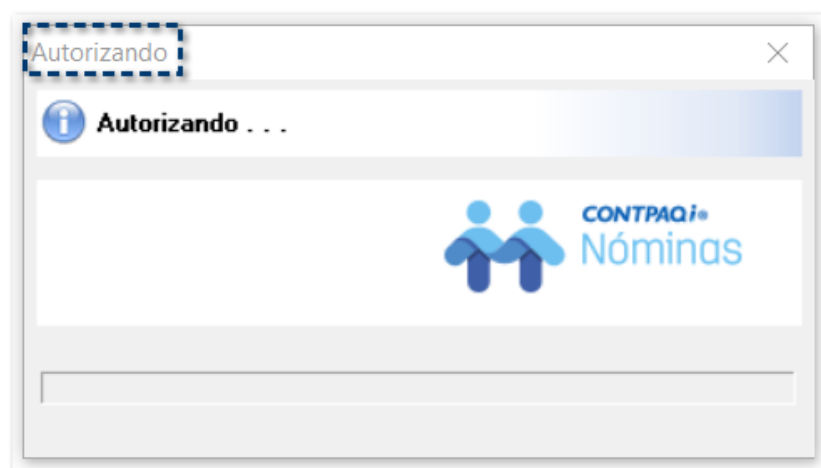 Autorizando
Autorizando . . .
CONTPAQi®
Nóminas